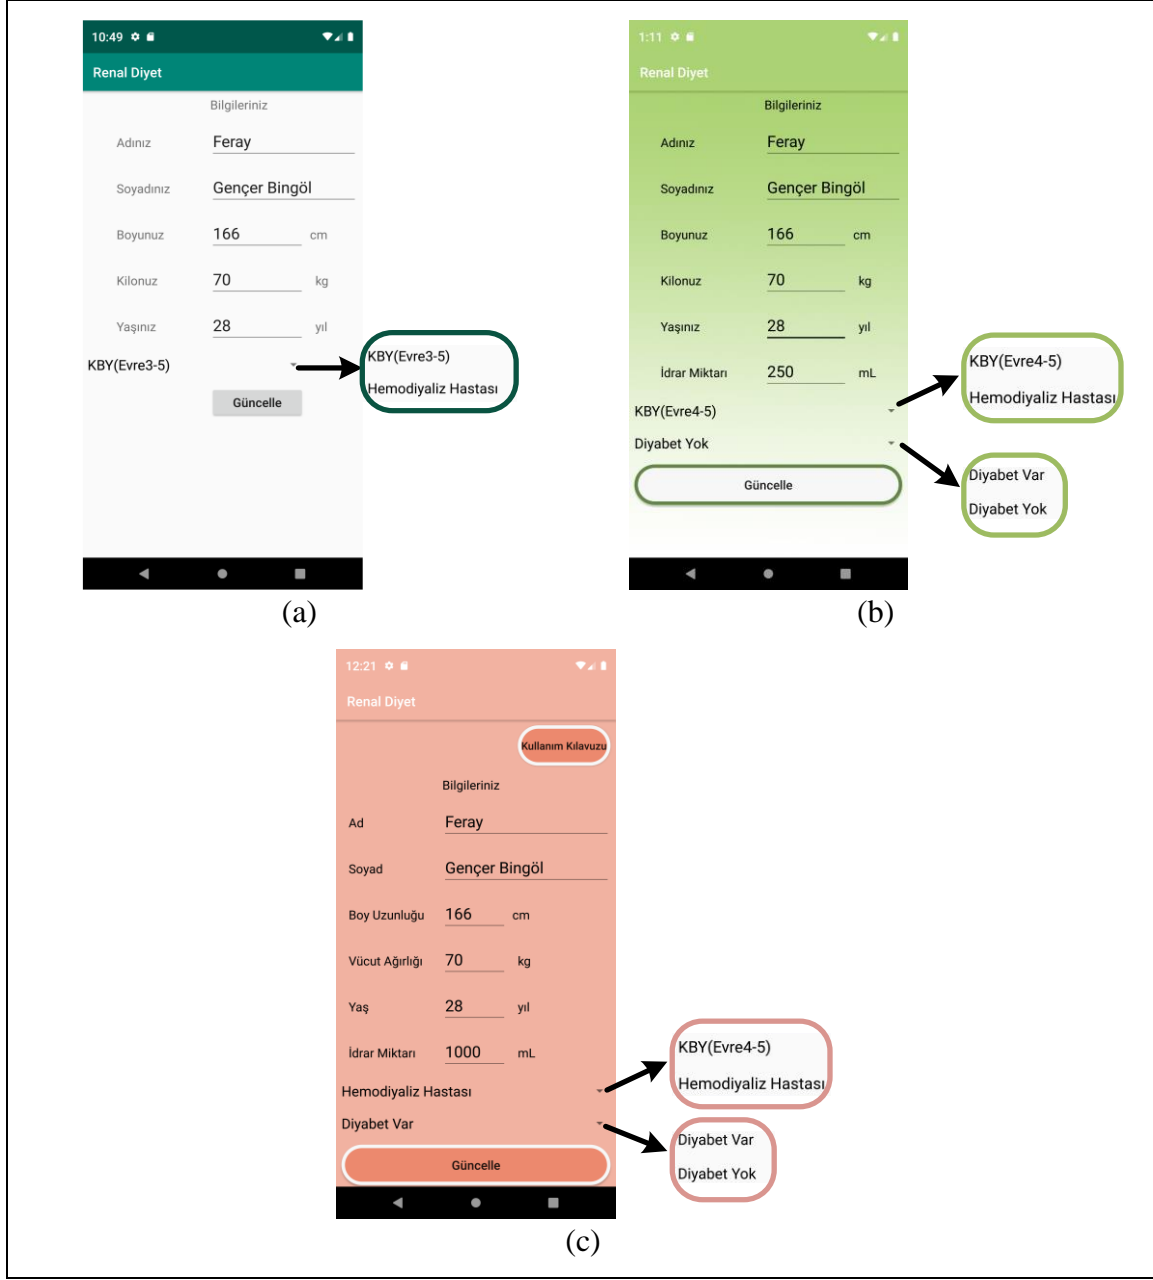 10:49
Renal Diyet
Bilgileriniz
Adınız Feray
Soyadınız Gençer Bingöl
Boyunuz 166 cm
Kilonuz 70 kg
Yaşınız 28 yıl
KBY(Evre3-5)
Güncelle
KBY(Evre3-5)
Hemodiyaliz Hastası
(a)
1:11
Renal Diyet
Bilgileriniz
Adınız Feray
Soyadınız Gençer Bingöl
Boyunuz 166 cm
Kilonuz 70 kg
Yaşınız 28 yıl
İdrar Miktarı 250 mL
KBY(Evre4-5)
Diyabet Yok
Güncelle
KBY(Evre4-5)
Hemodiyaliz Hastası
Diyabet Var
Diyabet Yok
(b)
12:21
Renal Diyet
Kullanım Kılavuzu
Bilgileriniz
Ad Feray
Soyad Gençer Bingöl
Boy Uzunluğu 166 cm
Vücut Ağırlığı 70 kg
Yaş 28 yıl
İdrar Miktarı 1000 mL
Hemodiyaliz Hastası
Diyabet Var
Güncelle
KBY(Evre4-5)
Hemodiyaliz Hastası
Diyabet Var
Diyabet Yok
(c)